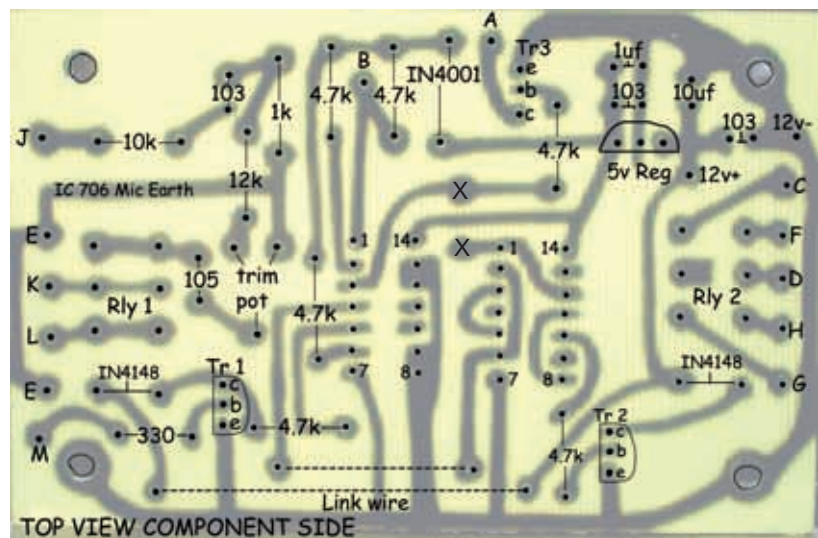 A
Tr3
B
IN4001
e
b
c
1uf
103
10uf
103
12v-
103
1k
4.7k
4.7k
4.7k
5v Reg
12v+
J
10k
C
12k
IC 706 Mic Earth
X
E
1
14
X
1
14
F
K
105
trim
pot
Rly 1
4.7k
Rly 2
D
L
H
IN4148
Tr 1
7
8
7
8
IN4148
E
c
b
e
G
M
330
4.7k
4.7k
Tr 2
c
b
e
Link wire
TOP VIEW COMPONENT SIDE